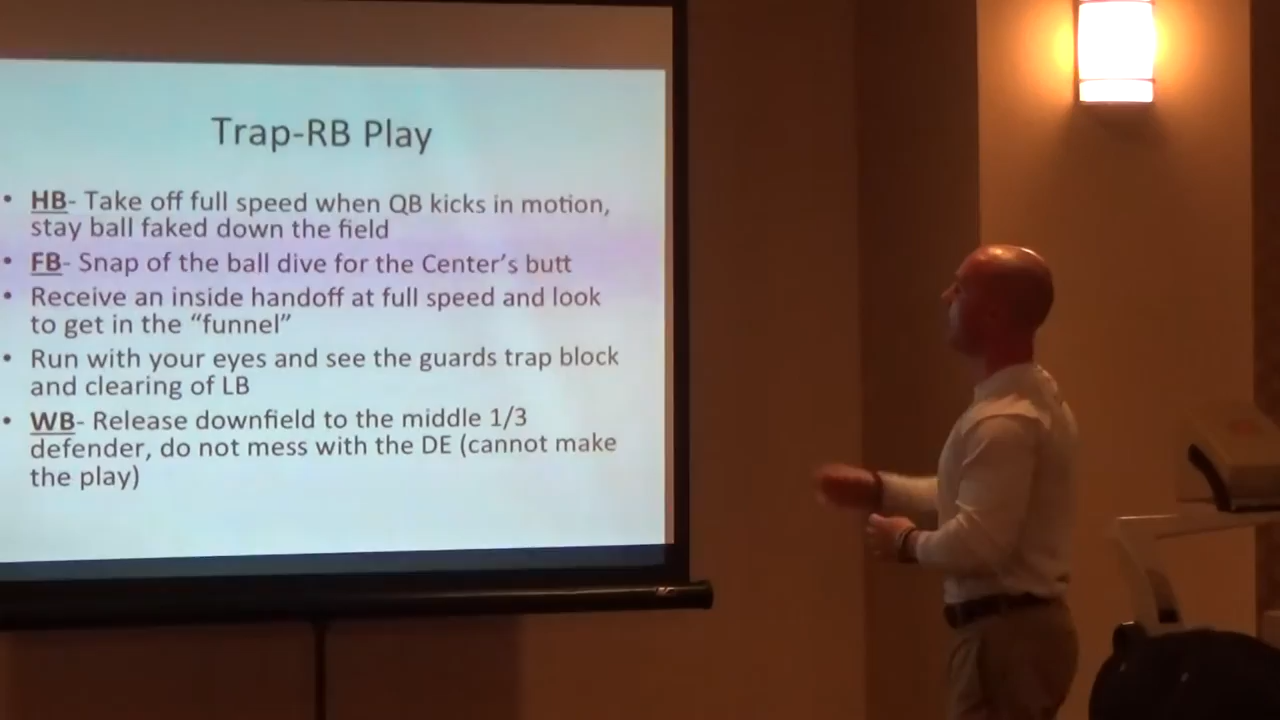 Trap-RB Play
• HB- Take off full speed when QB kicks in motion,
stay ball faked down the field
• FB- Snap of the ball dive for the Center's butt
• Receive an inside handoff at full speed and look
to get in the "funnel"
• Run with your eyes and see the guards trap block
and clearing of LB
• WB- Release downfield to the middle 1/3
defender, do not mess with the DE (cannot make
the play)